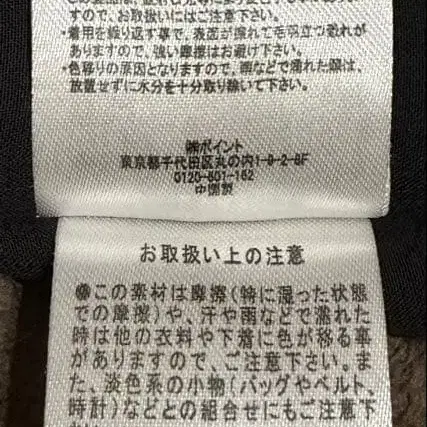 すので、お取扱いにはご注意下さい。
・着用を繰り返す事で、表面が擦れて毛羽立つ恐れが
ありますので、強い摩擦はお避け下さい。
・色移りの原因となりますので、雨などで濡れた際は、
放置せずに水分を十分取り除いて下さい。
㈱ポイント
東京都千代田区丸の内1-9-2-6F
0120-601-162
中国製
お取扱い上の注意
●この素材は摩擦(特に湿った状態
での摩擦)や、汗や雨などで濡れた
時は他の衣料や下着に色が移る事
がありますので、ご注意下さい。ま
た、淡色系の小物(バッグやベルト、
時計)などとの組合せにもご注意下
さい。